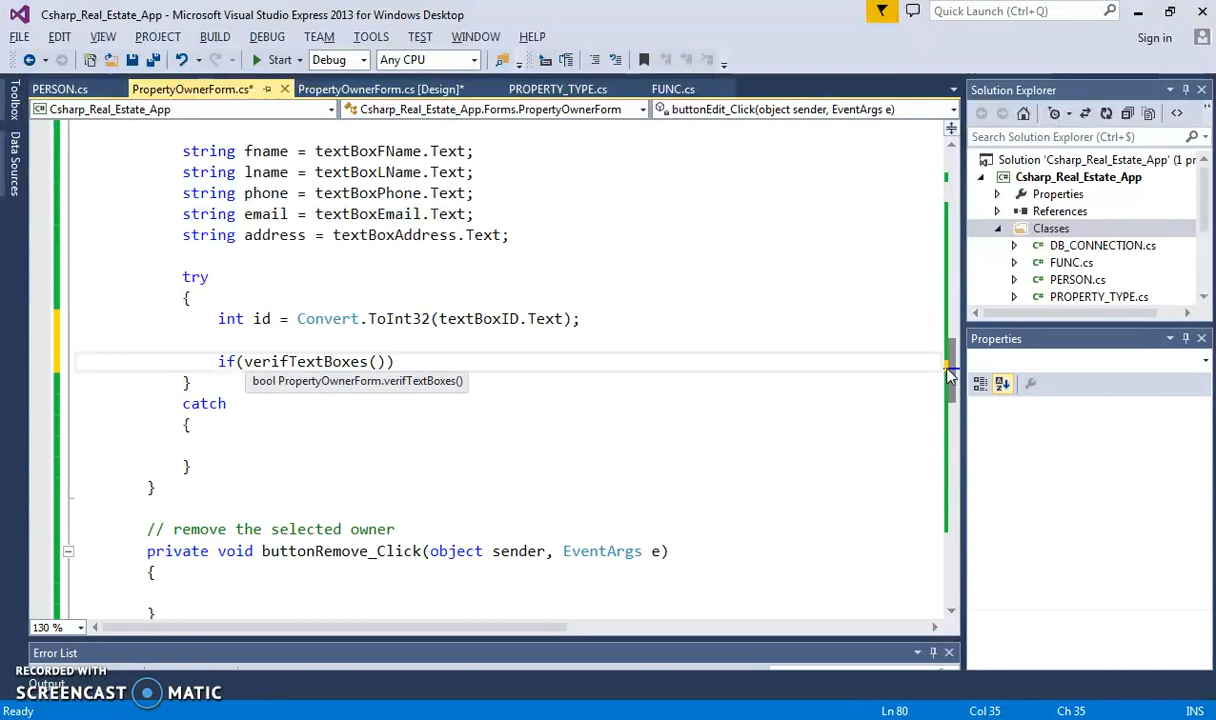 Csharp_Real_Estate_App - Microsoft Visual Studio Express 2013 for Windows Desktop
Quick Launch (Ctrl+Q)
FILE EDIT VIEW PROJECT BUILD DEBUG TEAM TOOLS TEST WINDOW HELP
Sign in
Start Debug Any CPU
Toolbox
Data Sources
PERSON.cs PropertyOwnerForm.cs* PropertyOwnerForm.cs [Design]* PROPERTY_TYPE.cs FUNC.cs
Csharp_Real_Estate_App Csharp_Real_Estate_App.Forms.PropertyOwnerForm buttonEdit_Click(object sender, EventArgs e)
string fname = textBoxFName.Text;
string lname = textBoxLName.Text;
string phone = textBoxPhone.Text;
string email = textBoxEmail.Text;
string address = textBoxAddress.Text;
try
{
int id = Convert.ToInt32(textBoxID.Text);
if(verifTextBoxes())
bool PropertyOwnerForm.verifTextBoxes()
}
catch
{
}
}
// remove the selected owner
private void buttonRemove_Click(object sender, EventArgs e)
{
}
130 %
Solution Explorer
Search Solution Explorer (Ctrl+$)
Solution 'Csharp_Real_Estate_App' (1 pr
Csharp_Real_Estate_App
Properties
References
Classes
DB_CONNECTION.cs
FUNC.cs
PERSON.cs
PROPERTY_TYPE.cs
Properties
Error List
Output
RECORDED WITH
SCREENCAST MATIC
Ready Ln 80 Col 35 Ch 35 INS